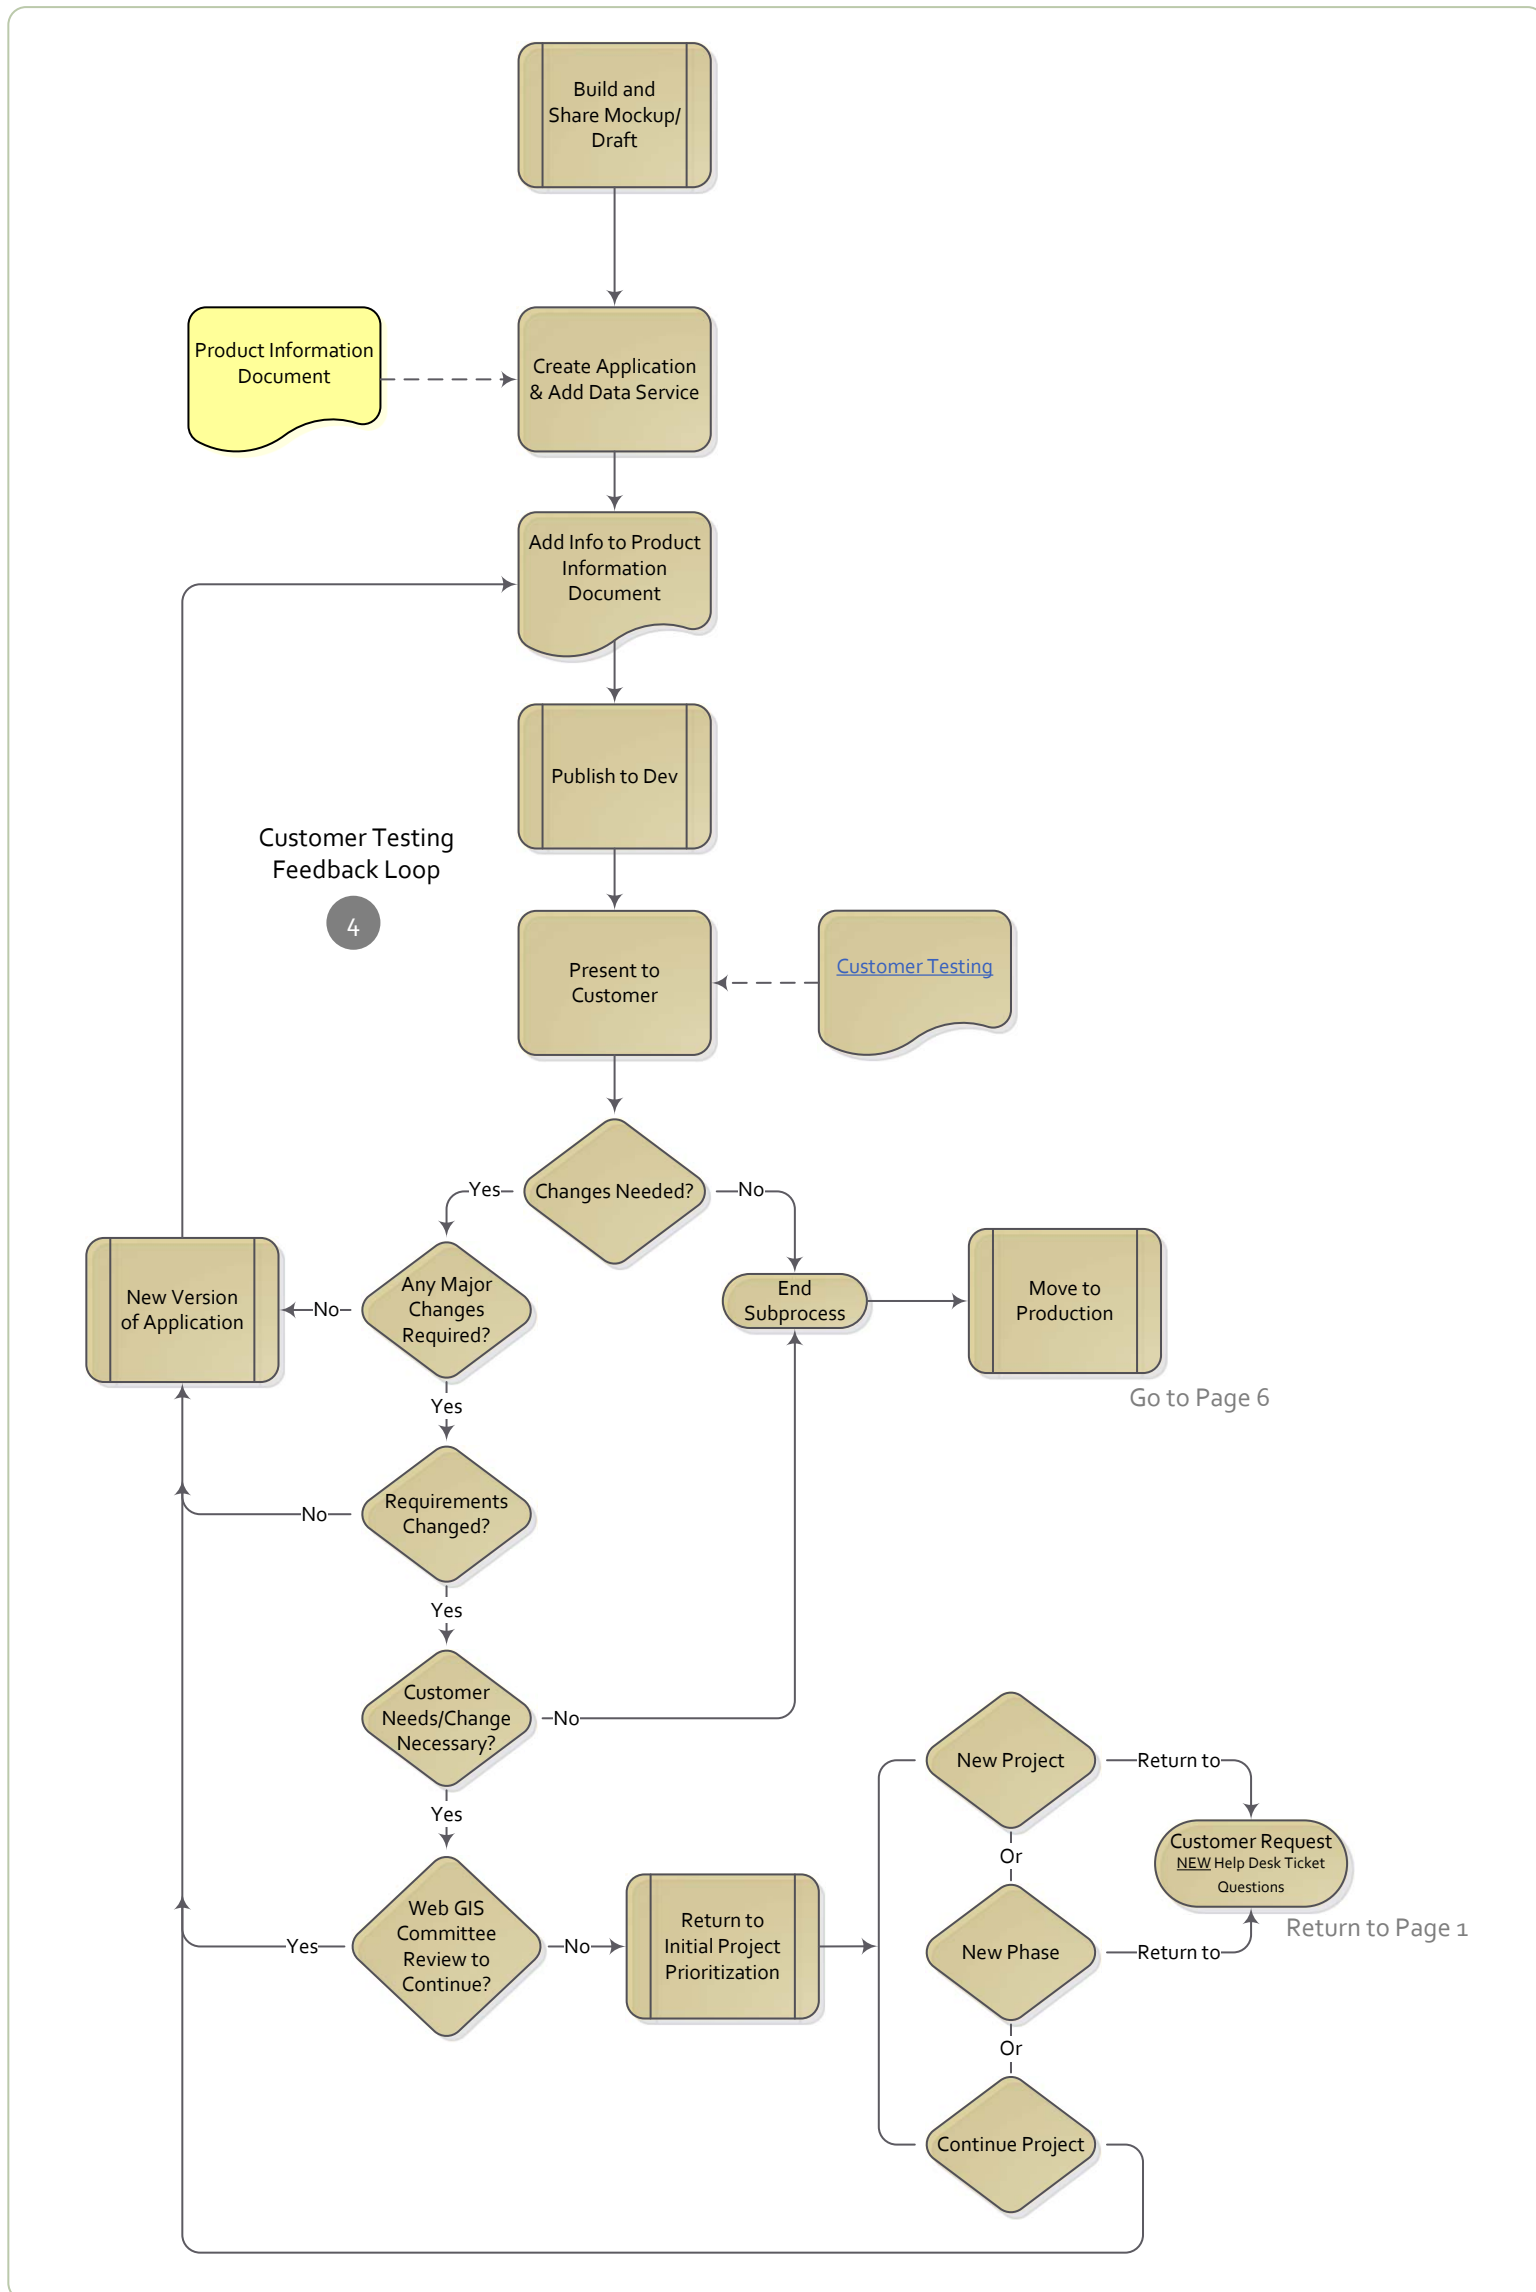 Build and
Share Mockup/
Draft
Product Information
Document
Create Application
& Add Data Service
Add Info to Product
Information
Document
Publish to Dev
Customer Testing
Feedback Loop
4
Present to
Customer
Customer Testing
Changes Needed?
Yes
No
New Version
of Application
No
Any Major
Changes
Required?
End
Subprocess
Move to
Production
Go to Page 6
Yes
Requirements
Changed?
No
Yes
Customer
Needs/Change
Necessary?
No
Yes
Web GIS
Committee
Review to
Continue?
Yes
No
Return to
Initial Project
Prioritization
New Project
Return to
Or
Customer Request
NEW Help Desk Ticket
Questions
Return to Page 1
New Phase
Return to
Or
Continue Project